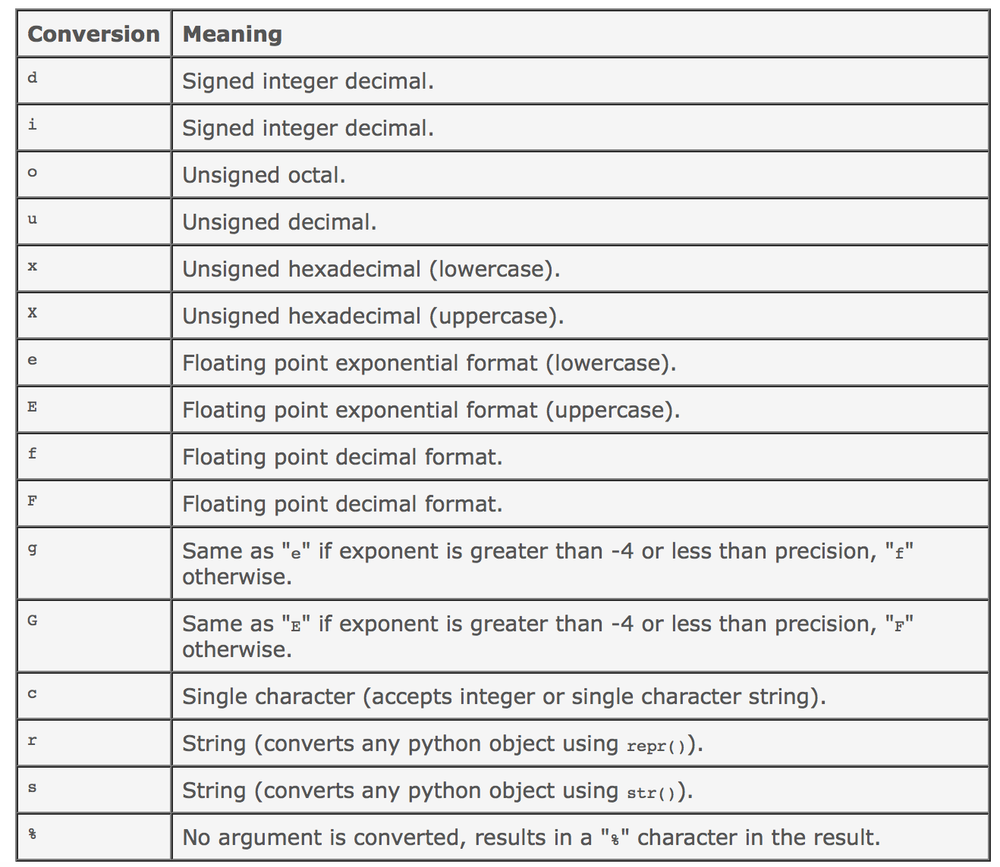 Conversion Meaning
d Signed integer decimal.
i Signed integer decimal.
o Unsigned octal.
u Unsigned decimal.
x Unsigned hexadecimal (lowercase).
X Unsigned hexadecimal (uppercase).
e Floating point exponential format (lowercase).
E Floating point exponential format (uppercase).
f Floating point decimal format.
F Floating point decimal format.
g Same as "e" if exponent is greater than -4 or less than precision, "f"
otherwise.
G Same as "E" if exponent is greater than -4 or less than precision, "F"
otherwise.
c Single character (accepts integer or single character string).
r String (converts any python object using repr()).
s String (converts any python object using str()).
% No argument is converted, results in a "%" character in the result.